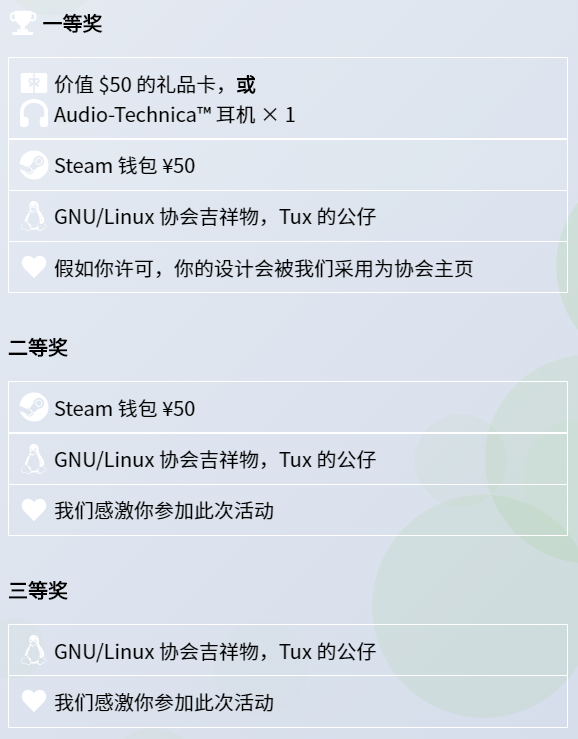 一等奖
价值 $50 的礼品卡，或
Audio-Technica™ 耳机 × 1
Steam 钱包 ¥50
GNU/Linux 协会吉祥物，Tux 的公仔
假如你许可，你的设计会被我们采用为协会主页
二等奖
Steam 钱包 ¥50
GNU/Linux 协会吉祥物，Tux 的公仔
我们感激你参加此次活动
三等奖
GNU/Linux 协会吉祥物，Tux 的公仔
我们感激你参加此次活动